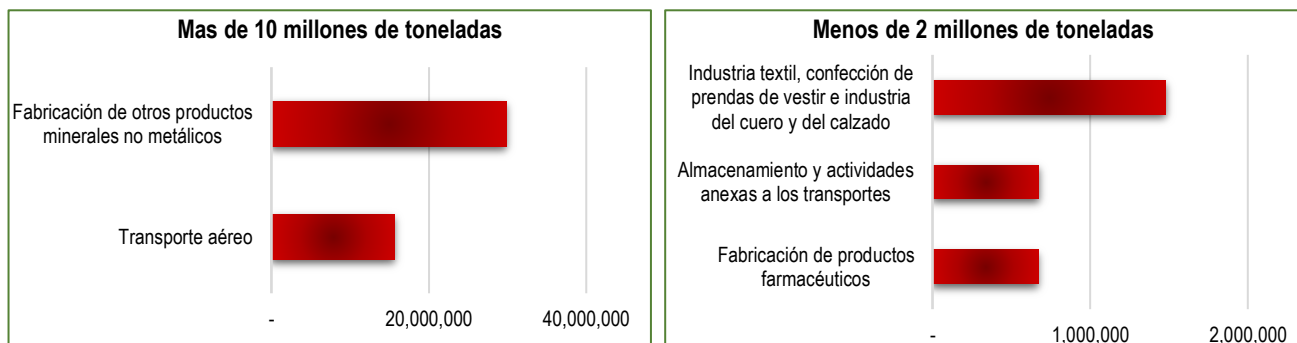 Mas de 10 millones de toneladas
Fabricación de otros productos
minerales no metálicos
Transporte aéreo
-
20,000,000
40,000,000
Menos de 2 millones de toneladas
Industria textil, confección de
prendas de vestir e industria
del cuero y del calzado
Almacenamiento y actividades
anexas a los transportes
Fabricación de productos
farmacéuticos
-
1,000,000
2,000,000